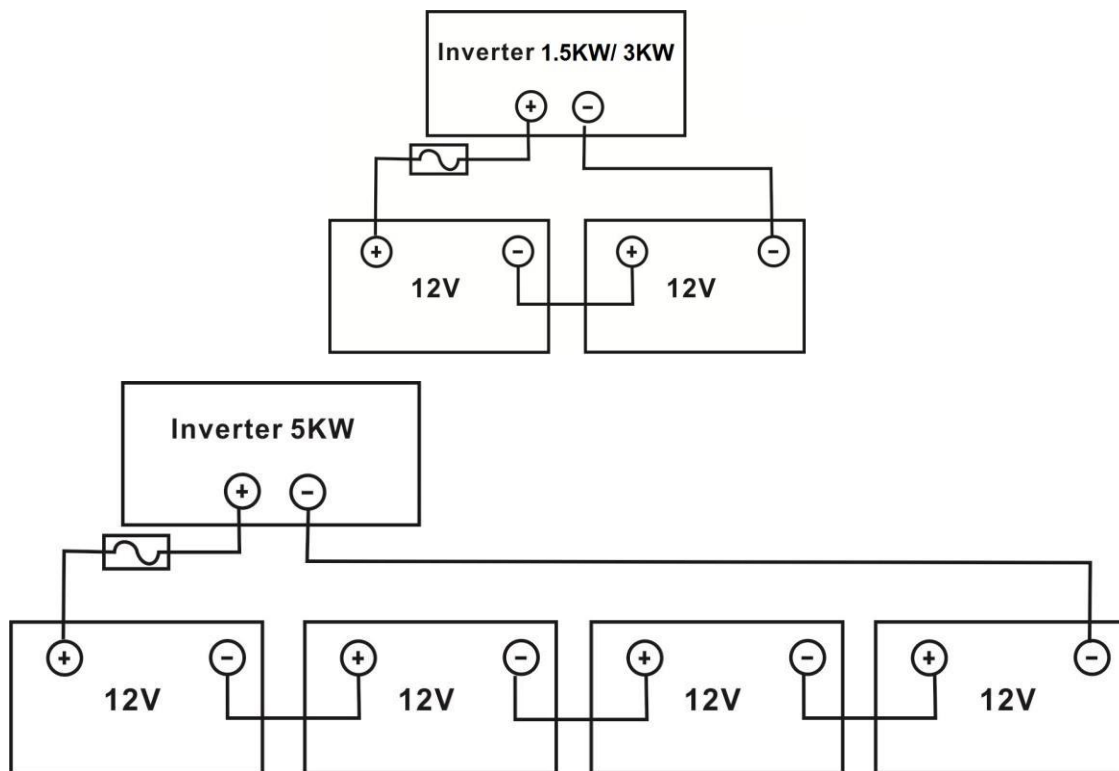 Inverter 1.5KW/ 3KW
+ −
+ − + −
12V 12V
Inverter 5KW
+ −
+ − + − + − + −
12V 12V 12V 12V